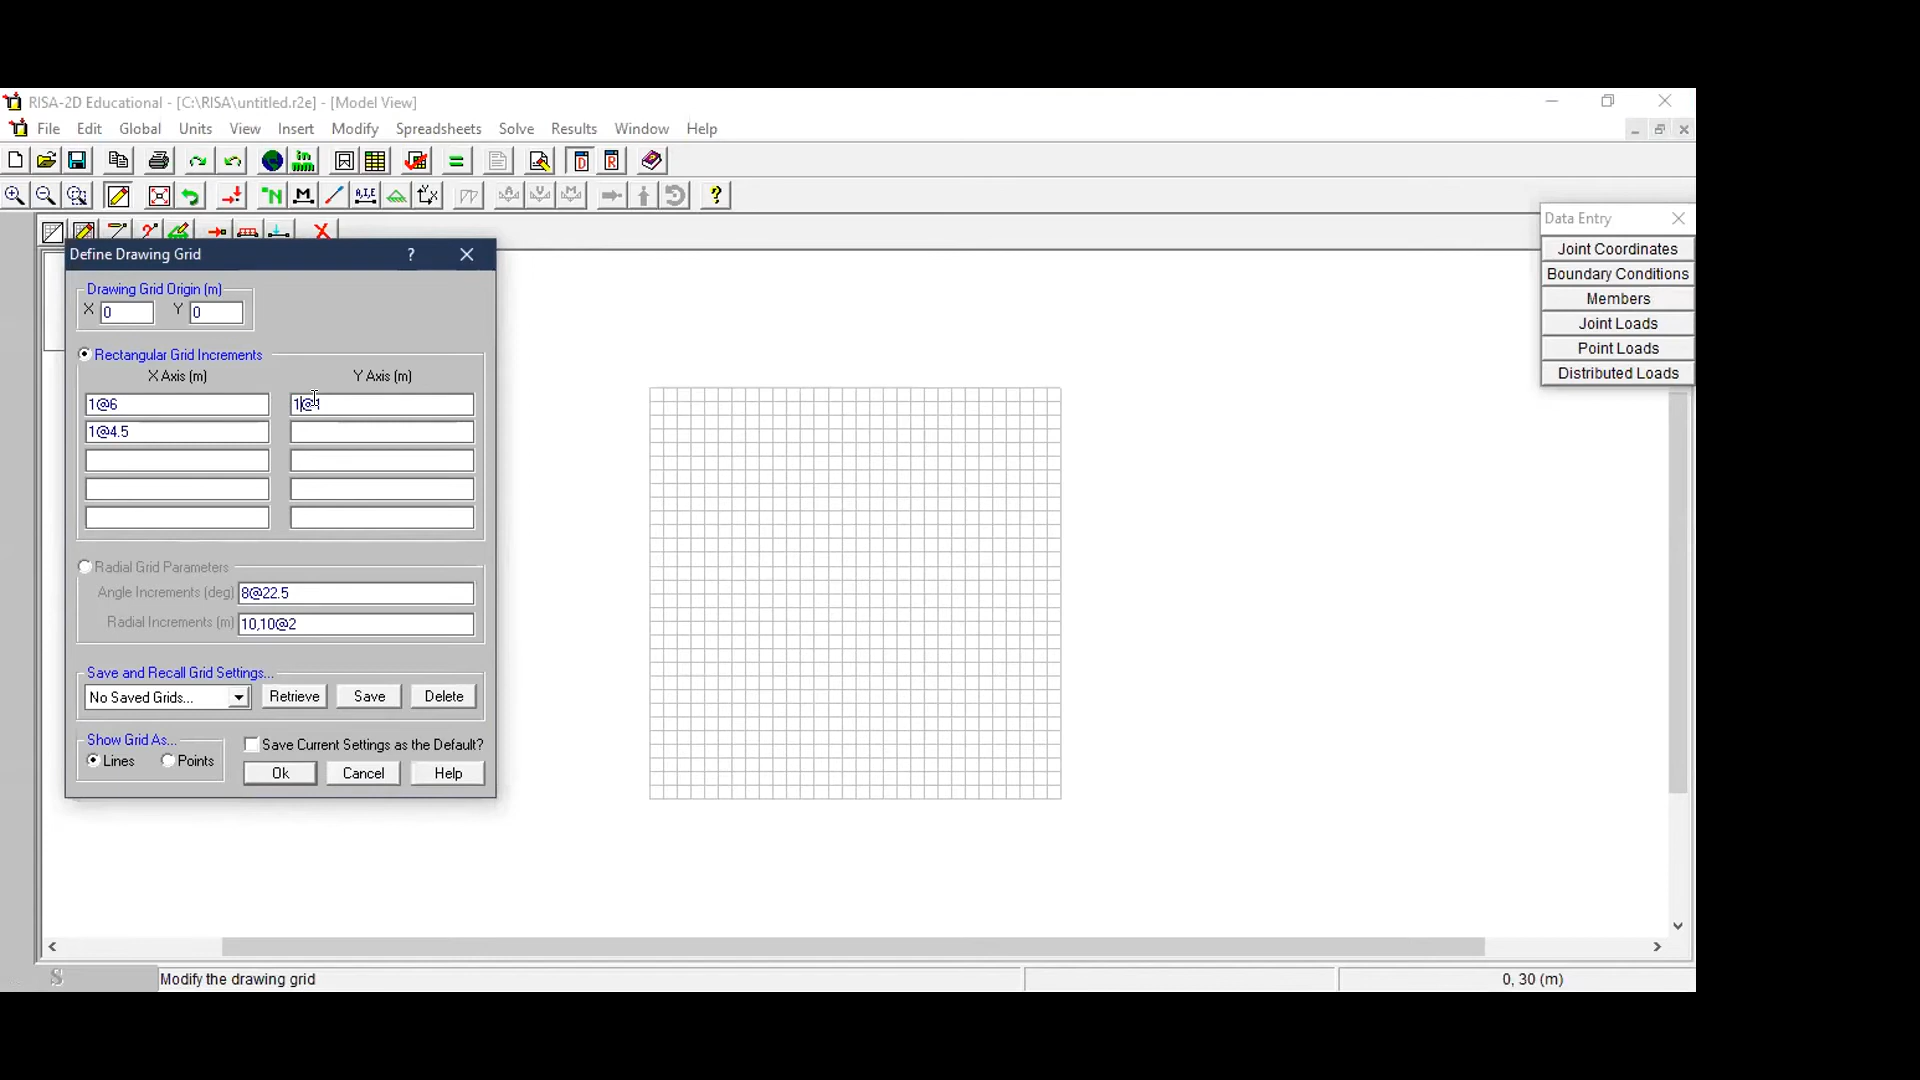 RISA-2D Educational - [C:\RISA\untitled.r2e] - [Model View]
File Edit Global Units View Insert Modify Spreadsheets Solve Results Window Help
in
mm
D R
N M A,I,E Y X A V M ?
Define Drawing Grid ?
Data Entry
Joint Coordinates
Boundary Conditions
Members
Joint Loads
Point Loads
Distributed Loads
Drawing Grid Origin (m)
X 0 Y 0
Rectangular Grid Increments
X Axis (m) Y Axis (m)
1@6 1@1
1@4.5
Radial Grid Parameters
Angle Increments (deg) 8@22.5
Radial Increments (m) 10,10@2
Save and Recall Grid Settings...
No Saved Grids... Retrieve Save Delete
Show Grid As...
Lines Points
Save Current Settings as the Default?
Ok Cancel Help
S Modify the drawing grid 0, 30 (m)